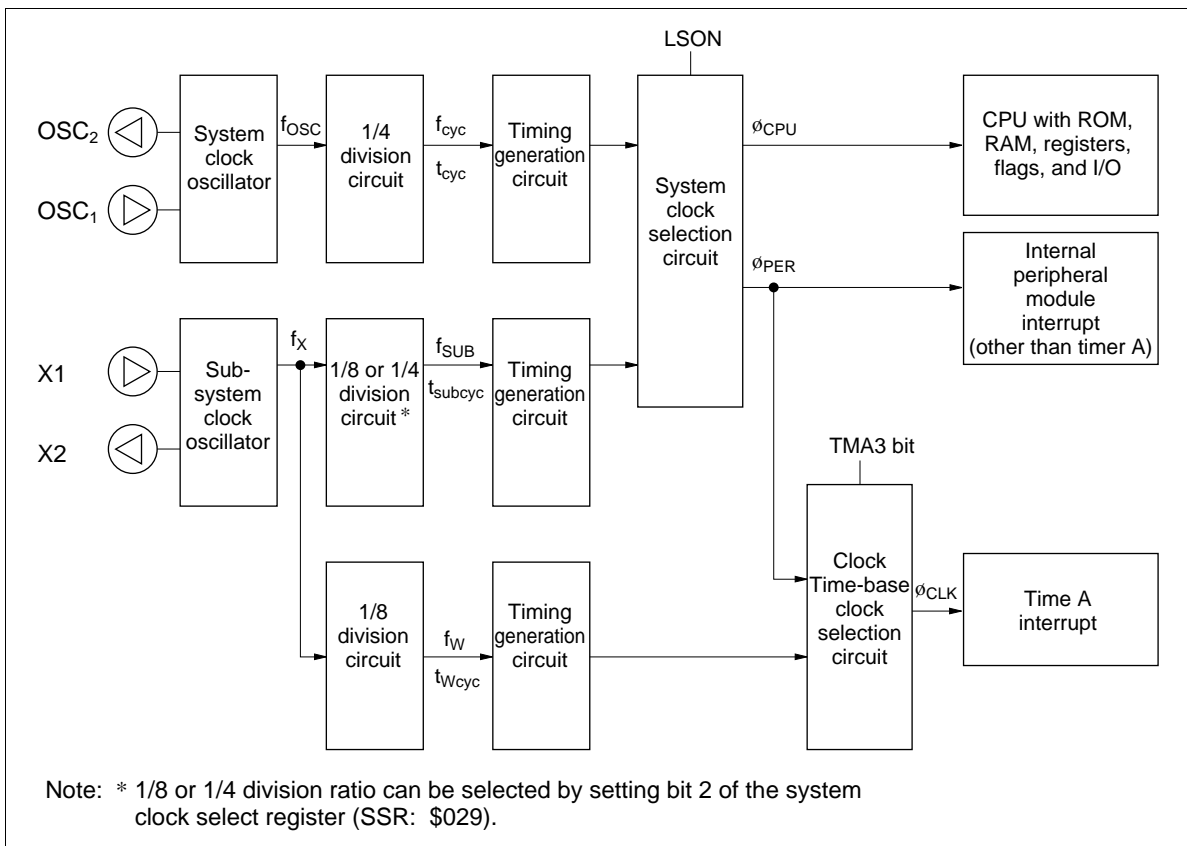 LSON
OSC2
OSC1
System
clock
oscillator
fOSC
1/4
division
circuit
fcyc
tcyc
Timing
generation
circuit
System
clock
selection
circuit
øCPU
CPU with ROM,
RAM, registers,
flags, and I/O
øPER
Internal
peripheral
module
interrupt
(other than timer A)
X1
X2
Sub-
system
clock
oscillator
fX
1/8 or 1/4
division
circuit *
fSUB
tsubcyc
Timing
generation
circuit
TMA3 bit
1/8
division
circuit
fW
tWcyc
Timing
generation
circuit
Clock
Time-base
clock
selection
circuit
øCLK
Time A
interrupt
Note: * 1/8 or 1/4 division ratio can be selected by setting bit 2 of the system
clock select register (SSR: $029).